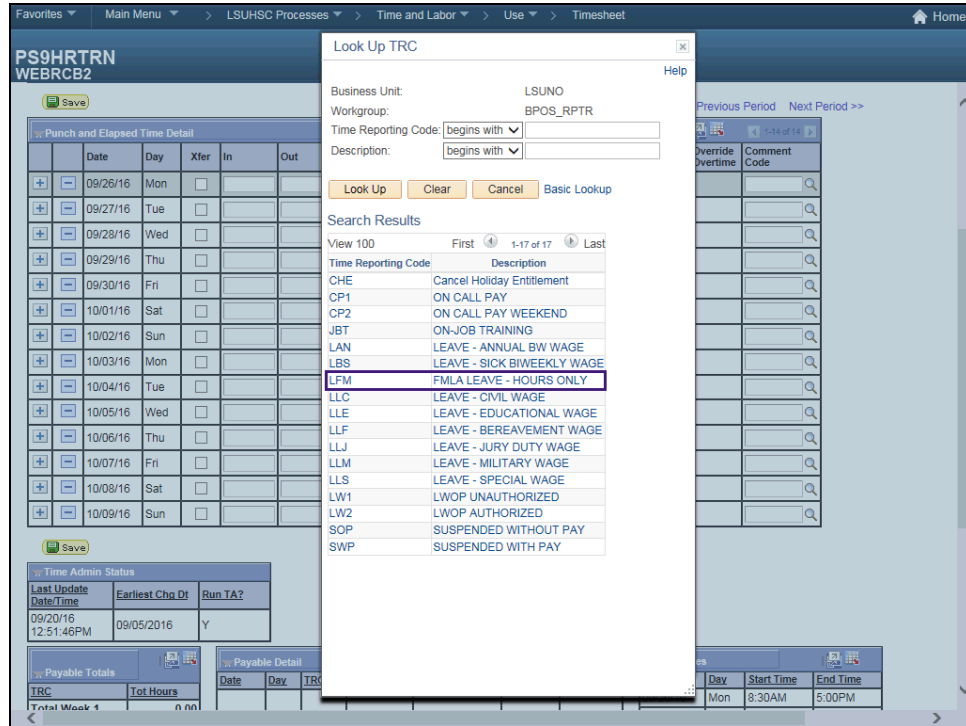 Favorites Main Menu > LSUHSC Processes > Time and Labor > Use > Timesheet Home
PS9HRTRN
WEBRCB2
Save
Previous Period Next Period >>
Punch and Elapsed Time Detail 1-14 of 14
Date Day Xfer In Out Override Overtime Comment Code
09/26/16 Mon
09/27/16 Tue
09/28/16 Wed
09/29/16 Thu
09/30/16 Fri
10/01/16 Sat
10/02/16 Sun
10/03/16 Mon
10/04/16 Tue
10/05/16 Wed
10/06/16 Thu
10/07/16 Fri
10/08/16 Sat
10/09/16 Sun
Save
Time Admin Status
Last Update Date/Time Earliest Chg Dt Run TA?
09/20/16 12:51:46PM 09/05/2016 Y
Payable Totals
TRC Tot Hours
Total Week 1 0.00
Payable Detail
Date Day TRC
Day Start Time End Time
Mon 8:30AM 5:00PM
Look Up TRC
Help
Business Unit: LSUNO
Workgroup: BPOS_RPTR
Time Reporting Code: begins with
Description: begins with
Look Up Clear Cancel Basic Lookup
Search Results
View 100 First 1-17 of 17 Last
Time Reporting Code Description
CHE Cancel Holiday Entitlement
CP1 ON CALL PAY
CP2 ON CALL PAY WEEKEND
JBT ON-JOB TRAINING
LAN LEAVE - ANNUAL BW WAGE
LBS LEAVE - SICK BIWEEKLY WAGE
LFM FMLA LEAVE - HOURS ONLY
LLC LEAVE - CIVIL WAGE
LLE LEAVE - EDUCATIONAL WAGE
LLF LEAVE - BEREAVEMENT WAGE
LLJ LEAVE - JURY DUTY WAGE
LLM LEAVE - MILITARY WAGE
LLS LEAVE - SPECIAL WAGE
LW1 LWOP UNAUTHORIZED
LW2 LWOP AUTHORIZED
SOP SUSPENDED WITHOUT PAY
SWP SUSPENDED WITH PAY